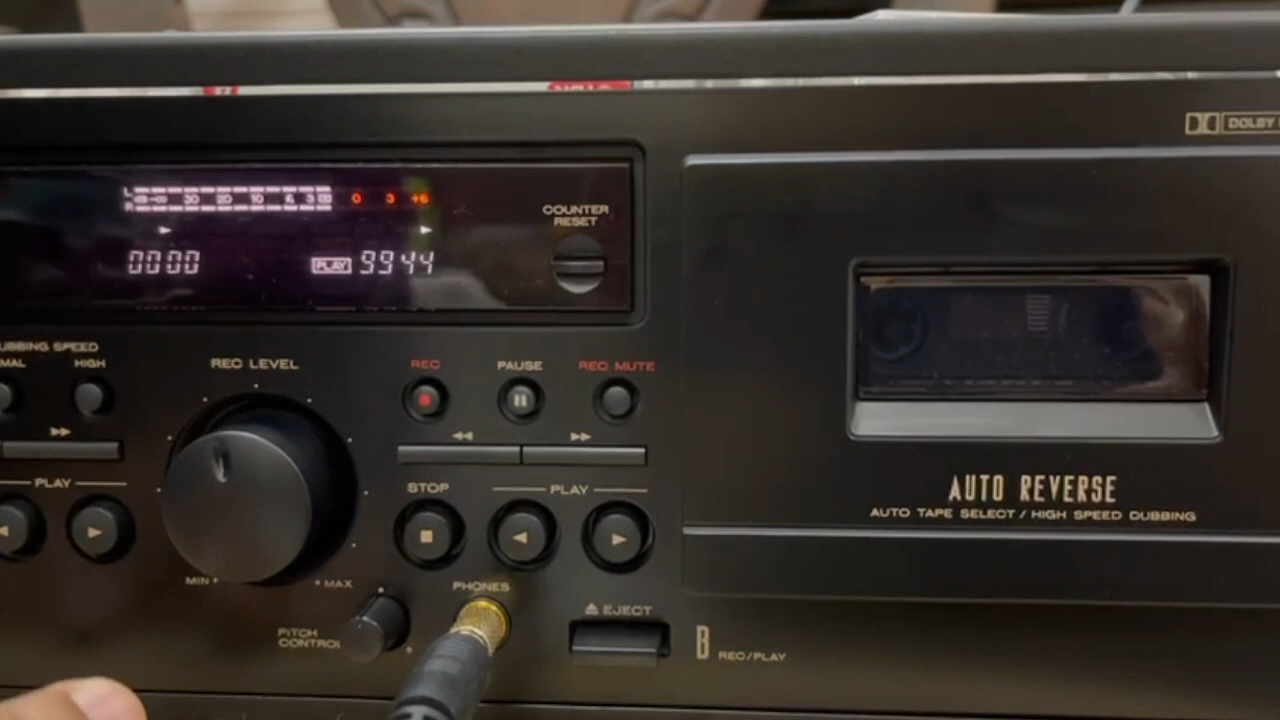 DOLBY
L
R
-∞ 30 20 10 6 3 0 3 +6
COUNTER
RESET
0000
PLAY 9944
UBBING SPEED
MAL
HIGH
REC LEVEL
REC
PAUSE
REC MUTE
PLAY
STOP
PLAY
AUTO REVERSE
AUTO TAPE SELECT / HIGH SPEED DUBBING
MIN
MAX
PHONES
PITCH
CONTROL
EJECT
B REC/PLAY